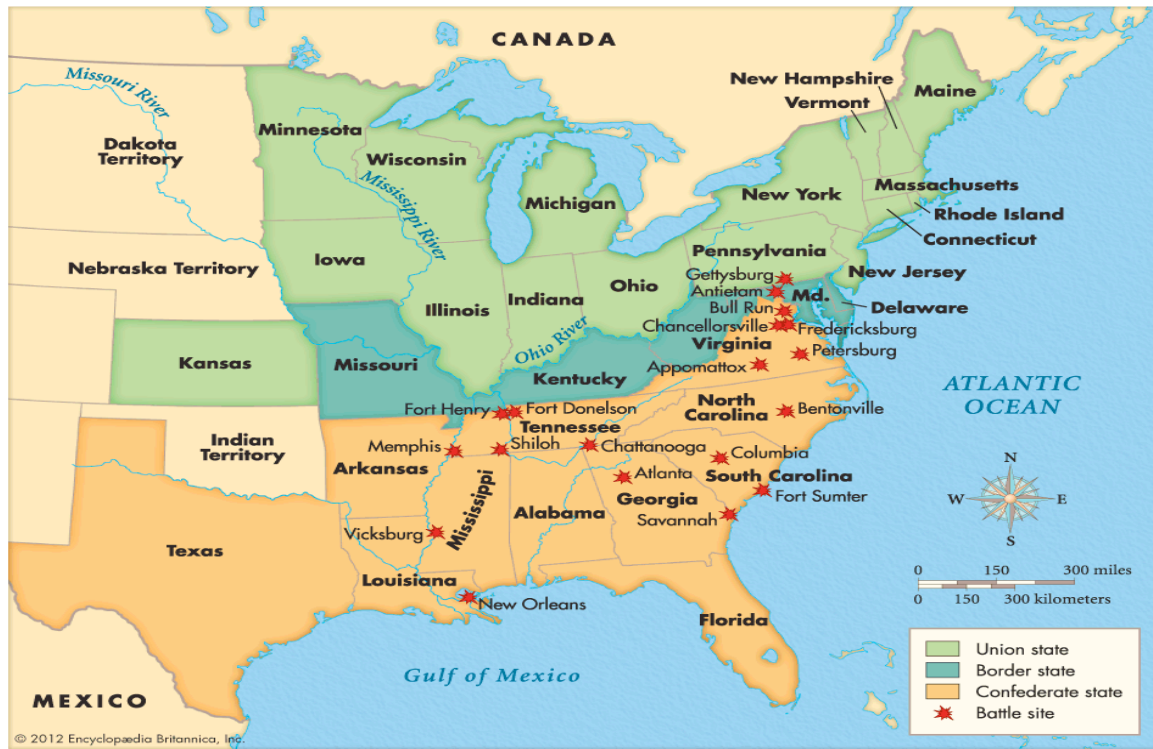 CANADA
New Hampshire
Vermont
Maine
Missouri River
Minnesota
Dakota
Territory
Wisconsin
Mississippi River
Michigan
New York
Massachusetts
Rhode Island
Connecticut
Pennsylvania
Nebraska Territory
Iowa
Gettysburg
New Jersey
Ohio
Antietam
Md.
Illinois
Indiana
Bull Run
Delaware
Chancellorsville
Fredericksburg
Ohio River
Virginia
Petersburg
Kansas
Missouri
Appomattox
Kentucky
ATLANTIC
OCEAN
North
Carolina
Bentonville
Fort Henry
Fort Donelson
Tennessee
Indian
Territory
Memphis
Shiloh
Chattanooga
Columbia
Arkansas
Atlanta
South Carolina
Fort Sumter
Georgia
Mississippi
Alabama
Savannah
Vicksburg
Texas
Louisiana
New Orleans
Florida
N
W
E
S
0 150 300 miles
0 150 300 kilometers
Gulf of Mexico
MEXICO
Union state
Border state
Confederate state
Battle site
© 2012 Encyclopædia Britannica, Inc.